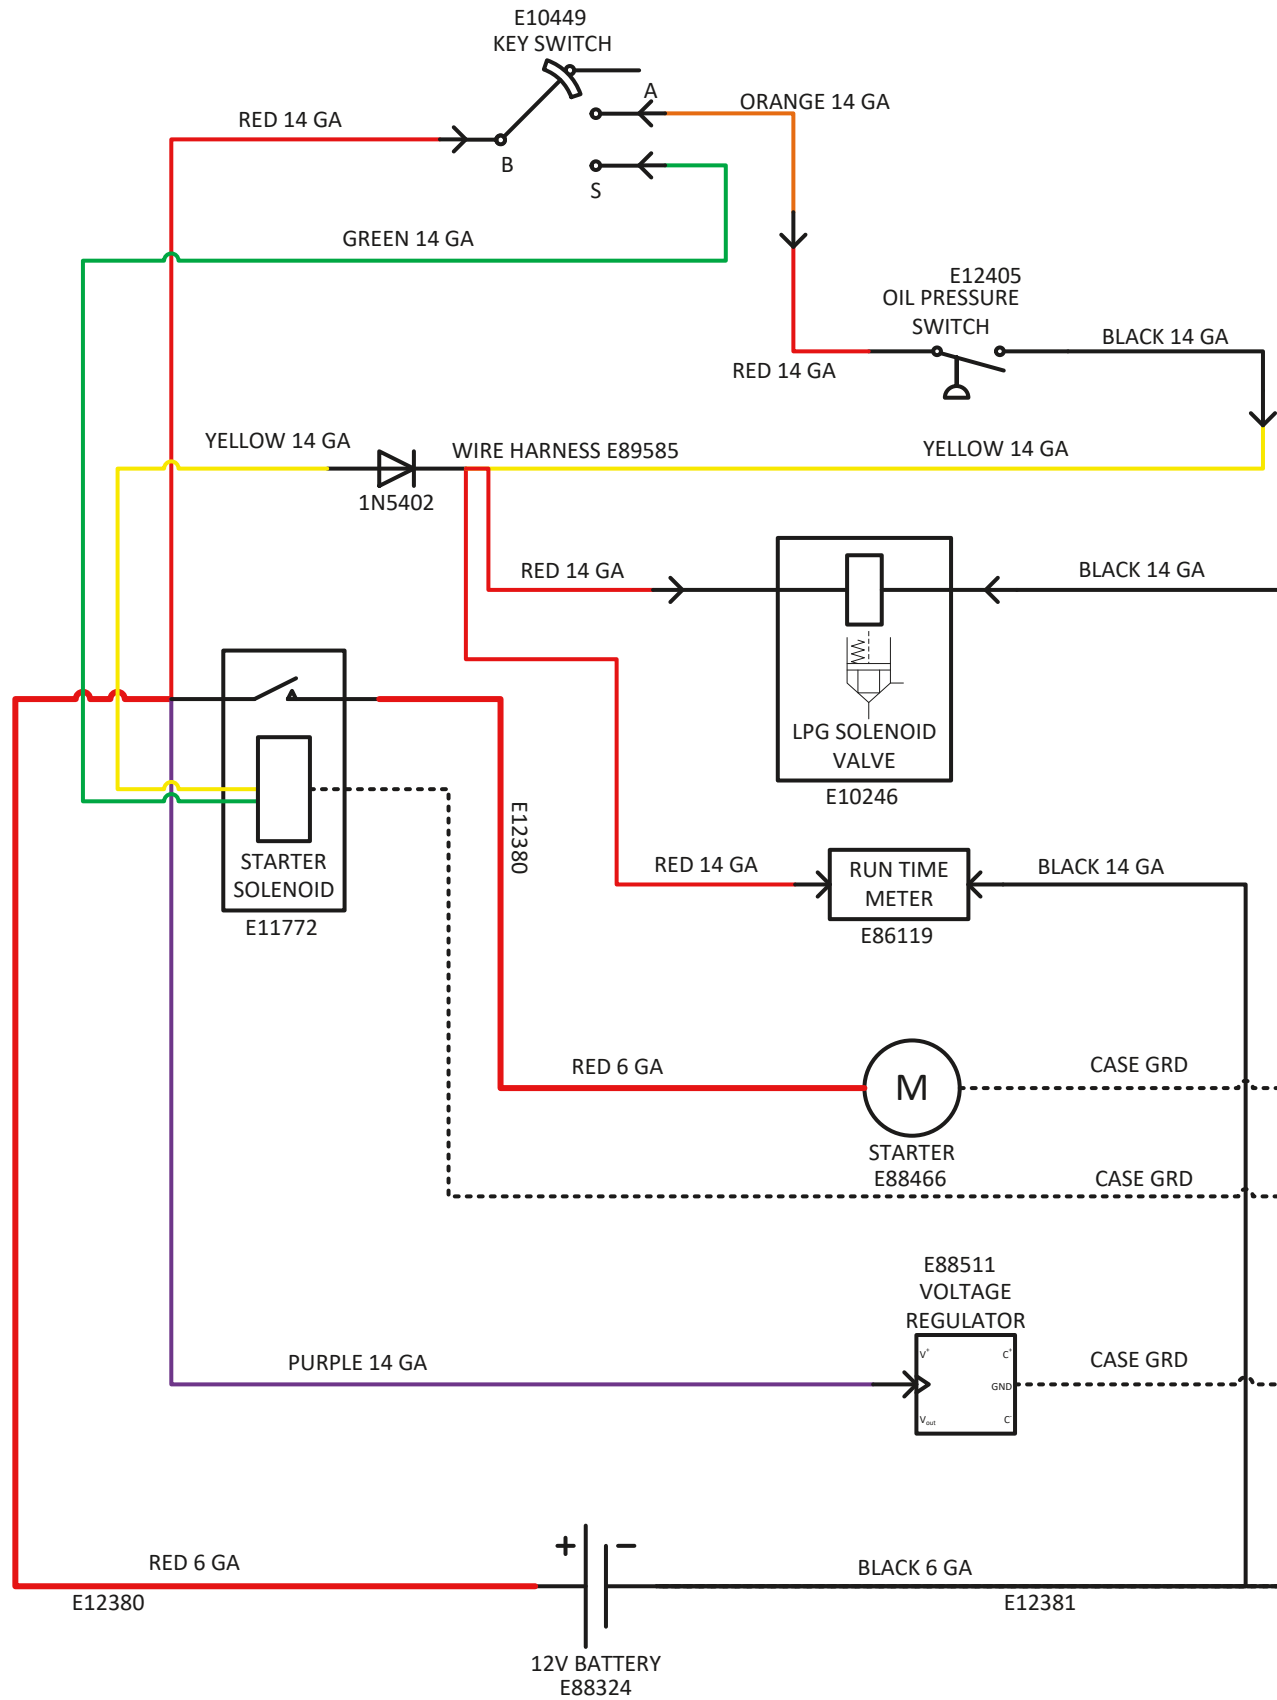 E10449
KEY SWITCH
A
ORANGE 14 GA
RED 14 GA
B
S
GREEN 14 GA
E12405
OIL PRESSURE
SWITCH
BLACK 14 GA
RED 14 GA
YELLOW 14 GA
WIRE HARNESS E89585
YELLOW 14 GA
1N5402
RED 14 GA
BLACK 14 GA
LPG SOLENOID
VALVE
E10246
E12380
STARTER
SOLENOID
E11772
RED 14 GA
RUN TIME
METER
BLACK 14 GA
E86119
RED 6 GA
M
CASE GRD
STARTER
E88466
CASE GRD
E88511
VOLTAGE
REGULATOR
V+
C+
PURPLE 14 GA
GND
CASE GRD
Vout
C-
+
−
RED 6 GA
BLACK 6 GA
E12380
E12381
12V BATTERY
E88324